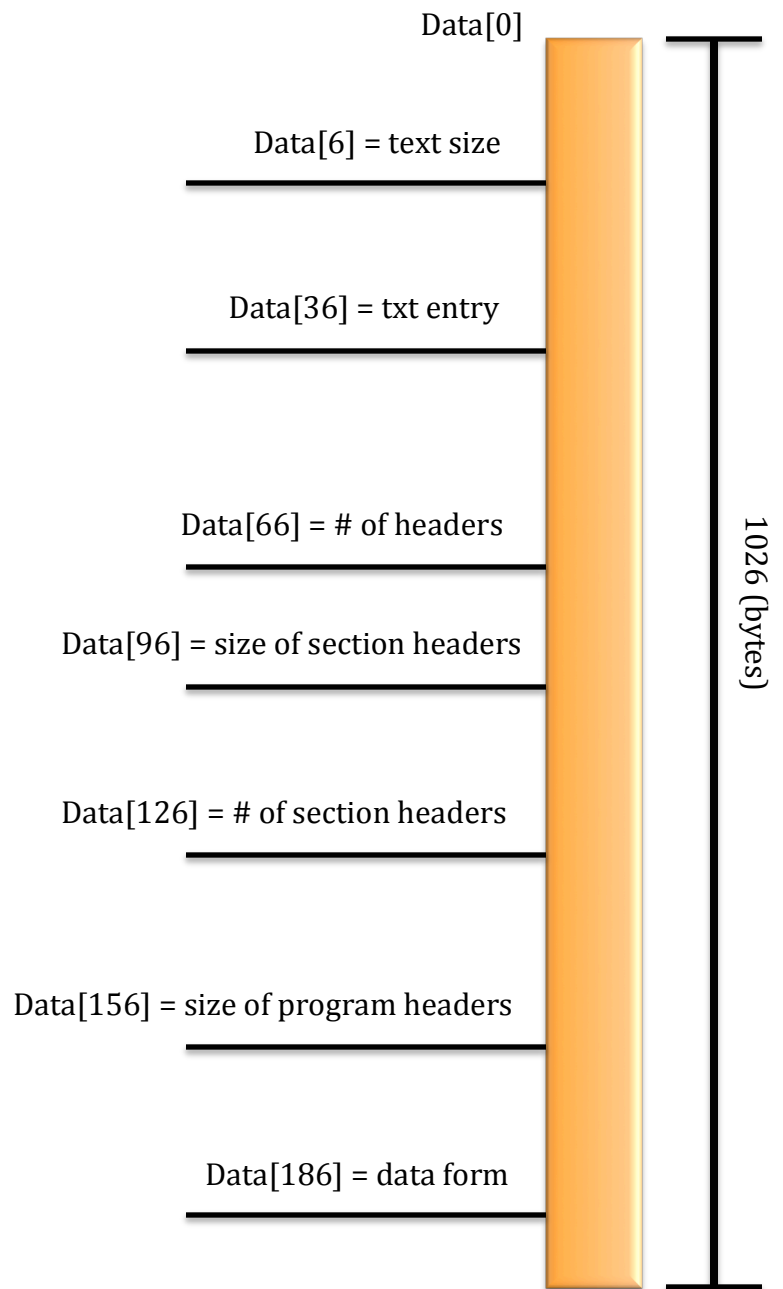 Data[0]
Data[6] = text size
Data[36] = txt entry
Data[66] = # of headers
1026 (bytes)
Data[96] = size of section headers
Data[126] = # of section headers
Data[156] = size of program headers
Data[186] = data form